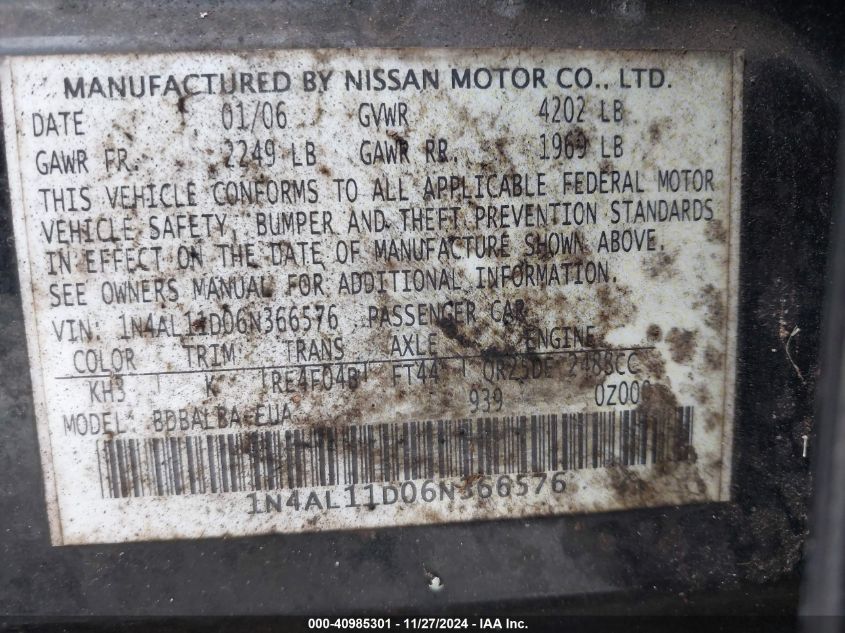 MANUFACTURED BY NISSAN MOTOR CO., LTD.
DATE 01/06 GVWR 4202 LB
GAWR FR. 2249 LB GAWR RR. 1969 LB
THIS VEHICLE CONFORMS TO ALL APPLICABLE FEDERAL MOTOR
VEHICLE SAFETY, BUMPER AND THEFT PREVENTION STANDARDS
IN EFFECT ON THE DATE OF MANUFACTURE SHOWN ABOVE.
SEE OWNERS MANUAL FOR ADDITIONAL INFORMATION.
VIN: 1N4AL11D06N366576 PASSENGER CAR
COLOR TRIM TRANS AXLE ENGINE
KH3 K RE4F04B FT44 QR25DE 2488CC
MODEL: BDBALBA-EUA 939 0Z000
1N4AL11D06N366576
000-40985301 - 11/27/2024 - IAA Inc.